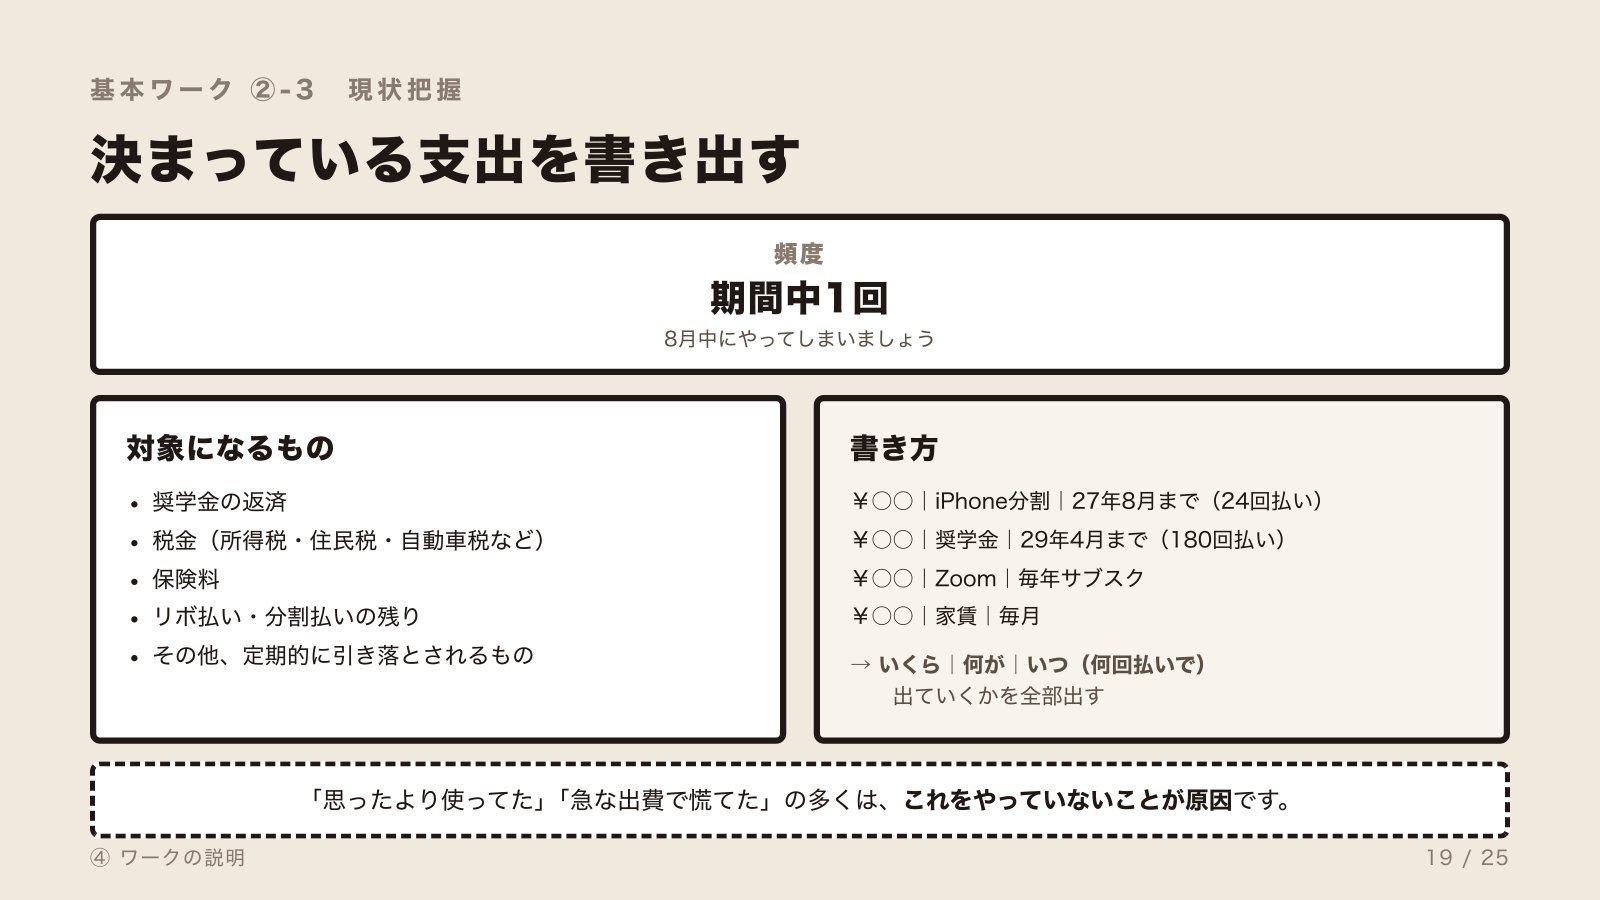 基本ワーク ②-3　現状把握
決まっている支出を書き出す
頻度
期間中1回
8月中にやってしまいましょう
対象になるもの
• 奨学金の返済
• 税金（所得税・住民税・自動車税など）
• 保険料
• リボ払い・分割払いの残り
• その他、定期的に引き落とされるもの
書き方
¥○○｜iPhone分割｜27年8月まで（24回払い）
¥○○｜奨学金｜29年4月まで（180回払い）
¥○○｜Zoom｜毎年サブスク
¥○○｜家賃｜毎月
→ いくら｜何が｜いつ（何回払いで）
出ていくかを全部出す
「思ったより使ってた」「急な出費で慌てた」の多くは、これをやっていないことが原因です。
④ ワークの説明
19 / 25